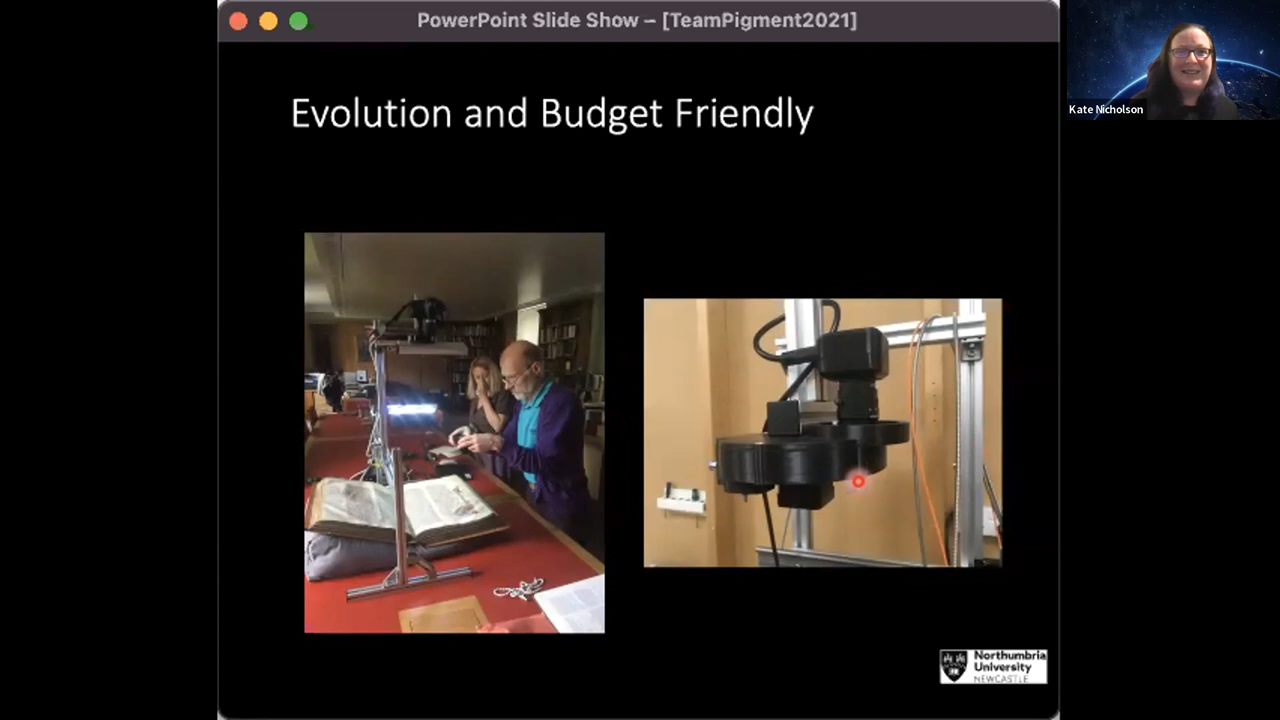 PowerPoint Slide Show – [TeamPigment2021]
Kate Nicholson
Evolution and Budget Friendly
Northumbria
University
NEWCASTLE